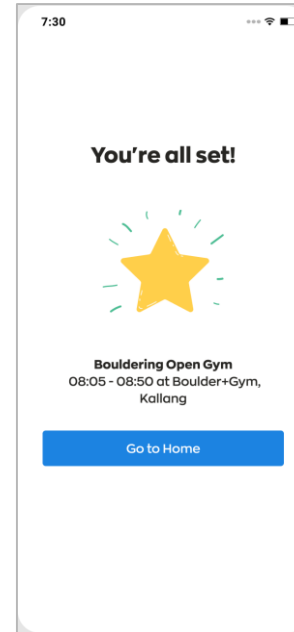 7:30
You're all set!
Bouldering Open Gym
08:05 - 08:50 at Boulder+Gym,
Kallang
Go to Home